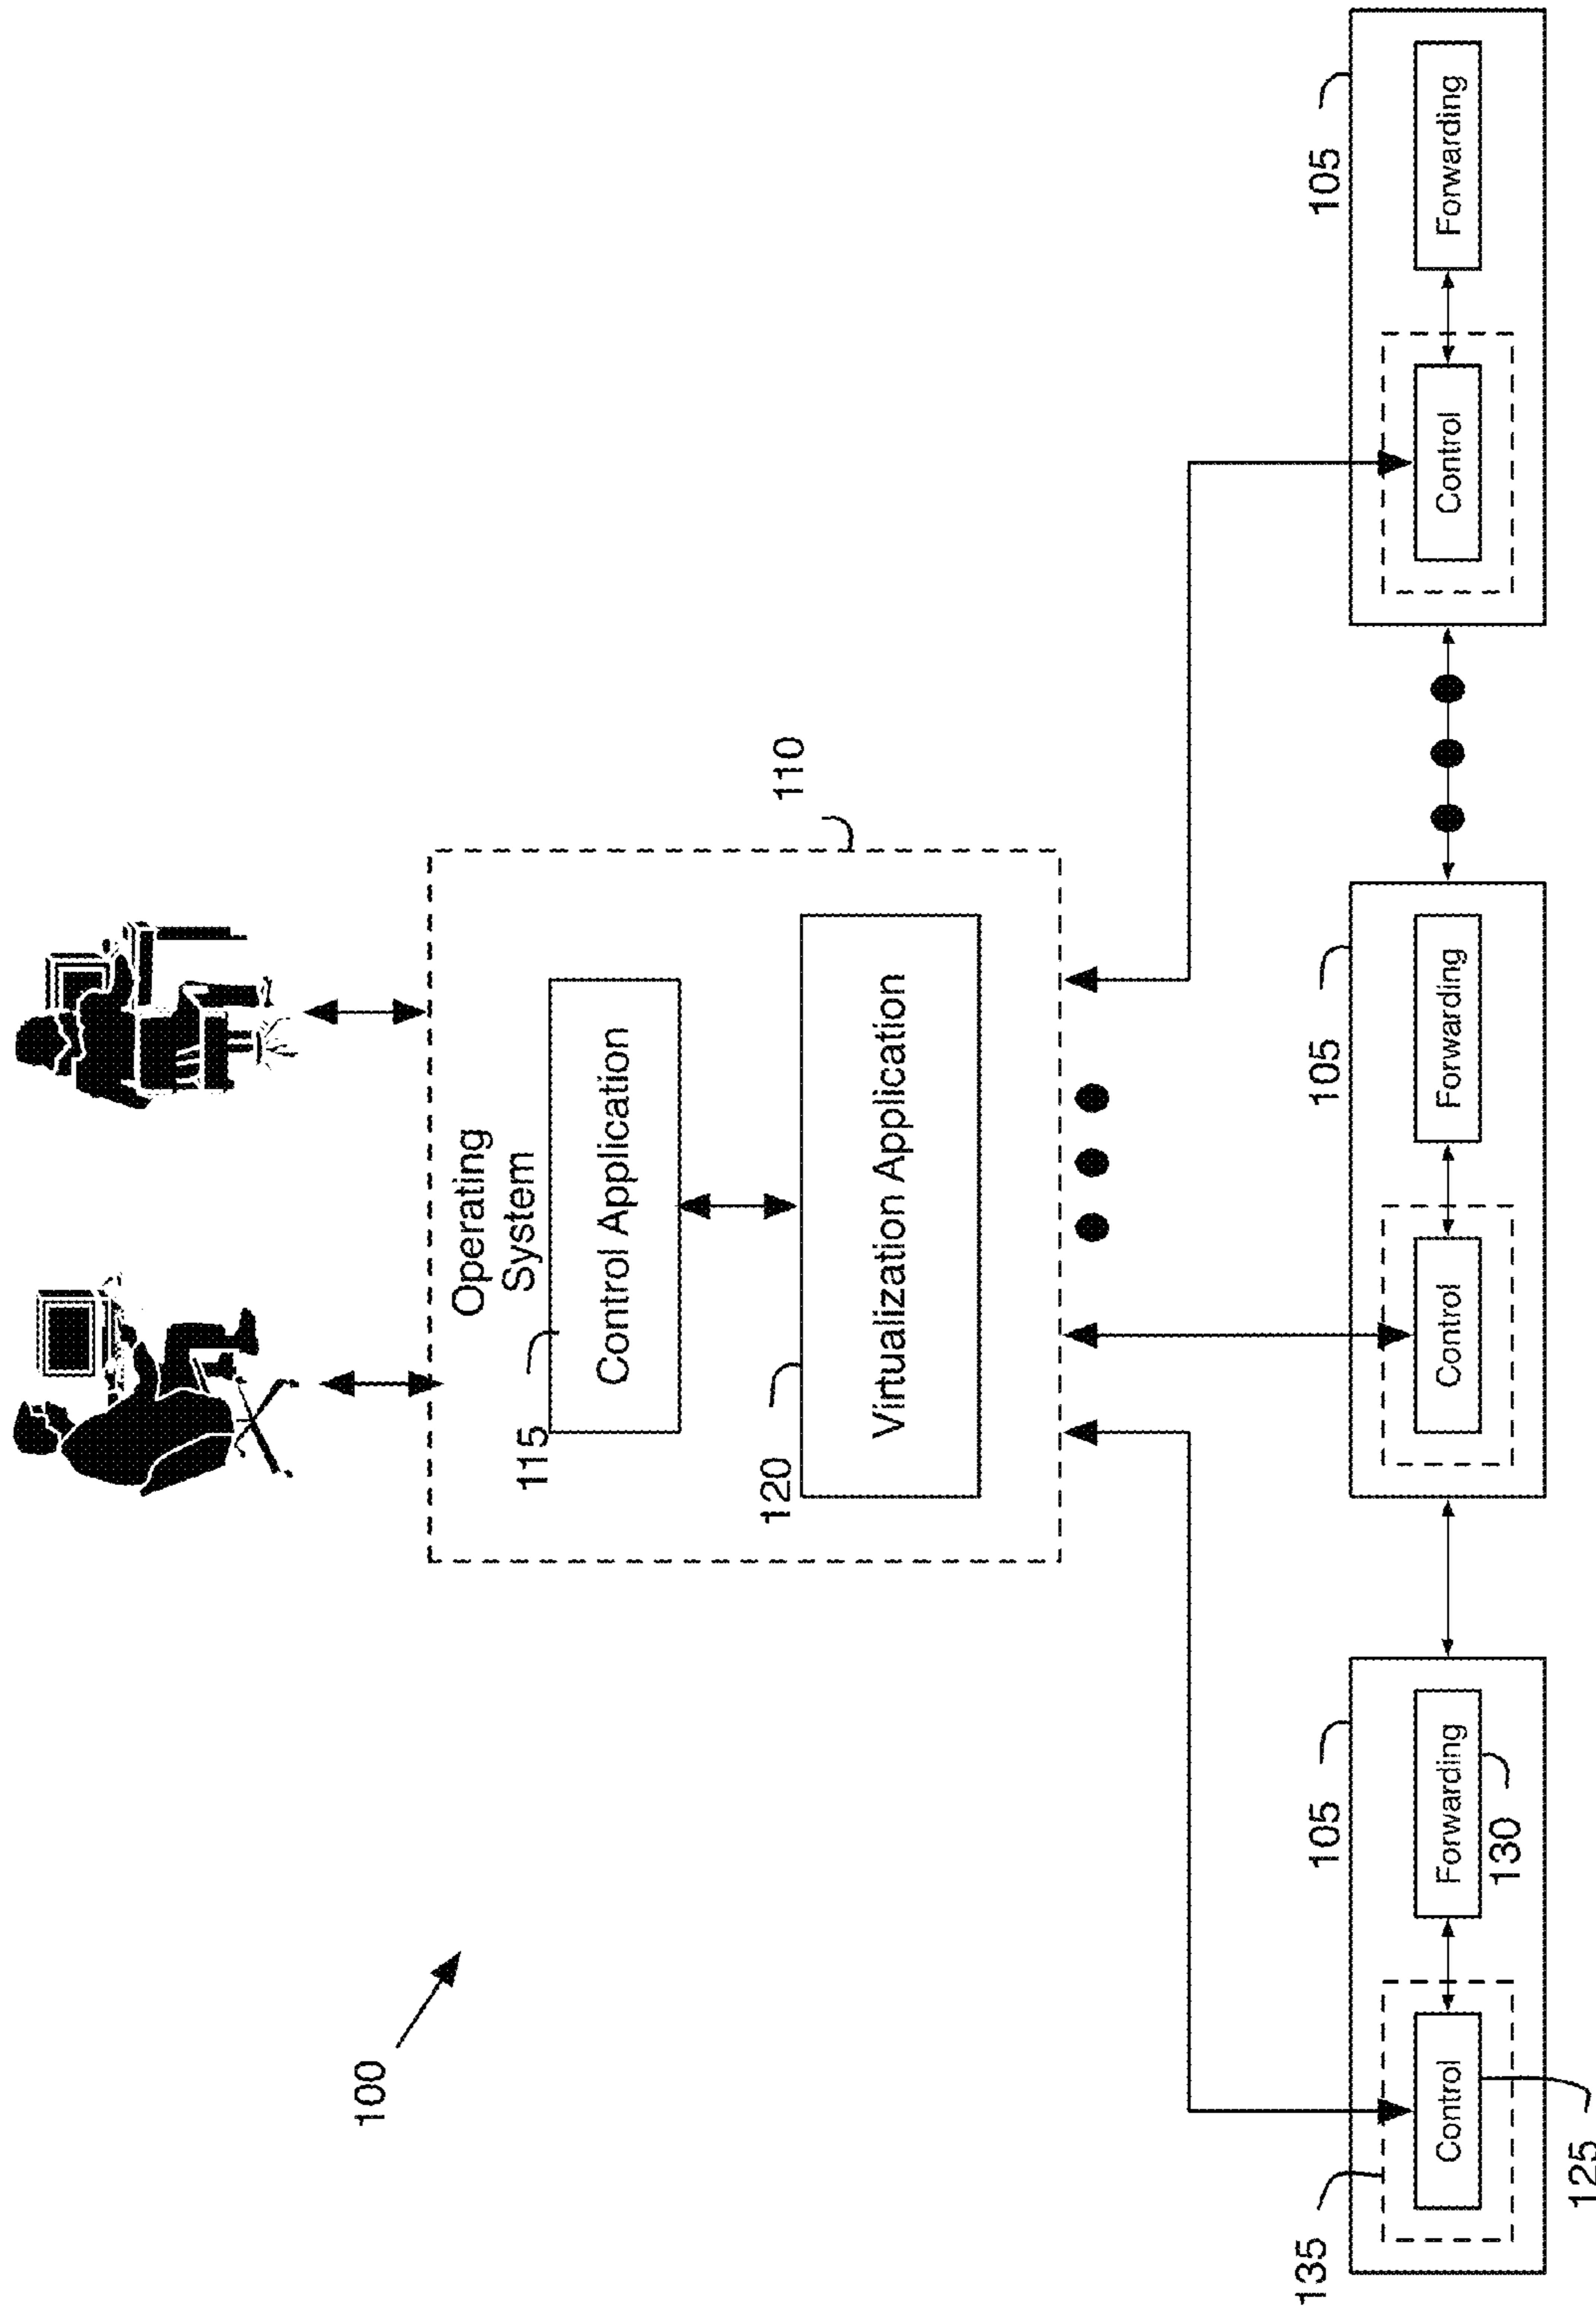 100
Operating
System
115
Control Application
120
Virtualization Application
110
105
105
105
135
Control
Forwarding
Control
Forwarding
Control
Forwarding
130
125